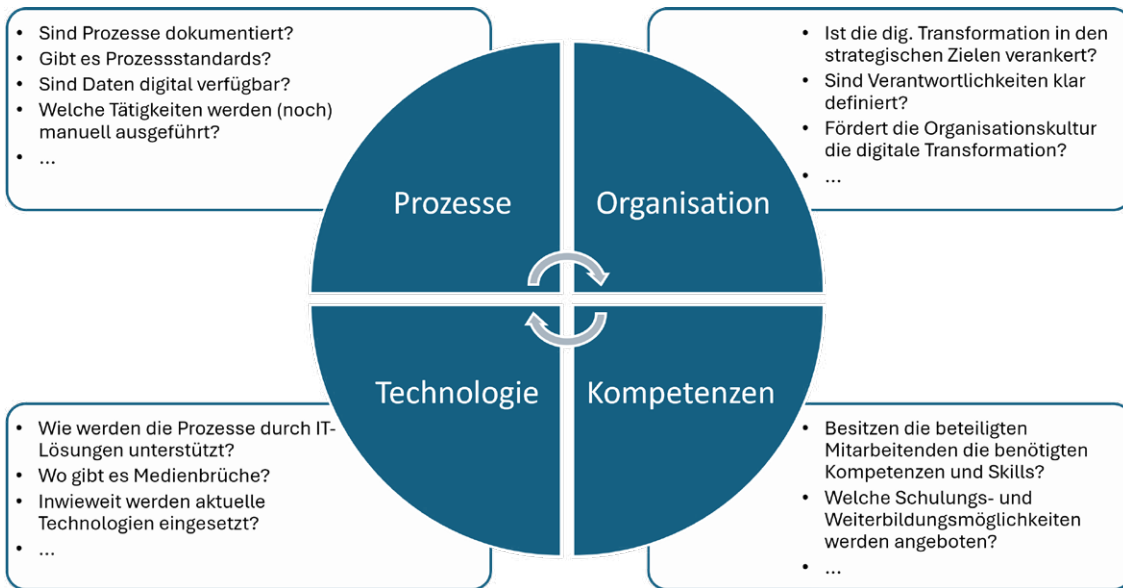 • Sind Prozesse dokumentiert?
• Gibt es Prozessstandards?
• Sind Daten digital verfügbar?
• Welche Tätigkeiten werden (noch)
manuell ausgeführt?
• ...
• Ist die dig. Transformation in den
strategischen Zielen verankert?
• Sind Verantwortlichkeiten klar
definiert?
• Fördert die Organisationskultur
die digitale Transformation?
• ...
Prozesse
Organisation
Technologie
Kompetenzen
• Wie werden die Prozesse durch IT-
Lösungen unterstützt?
• Wo gibt es Medienbrüche?
• Inwieweit werden aktuelle
Technologien eingesetzt?
• ...
• Besitzen die beteiligten
Mitarbeitenden die benötigten
Kompetenzen und Skills?
• Welche Schulungs- und
Weiterbildungsmöglichkeiten
werden angeboten?
• ...